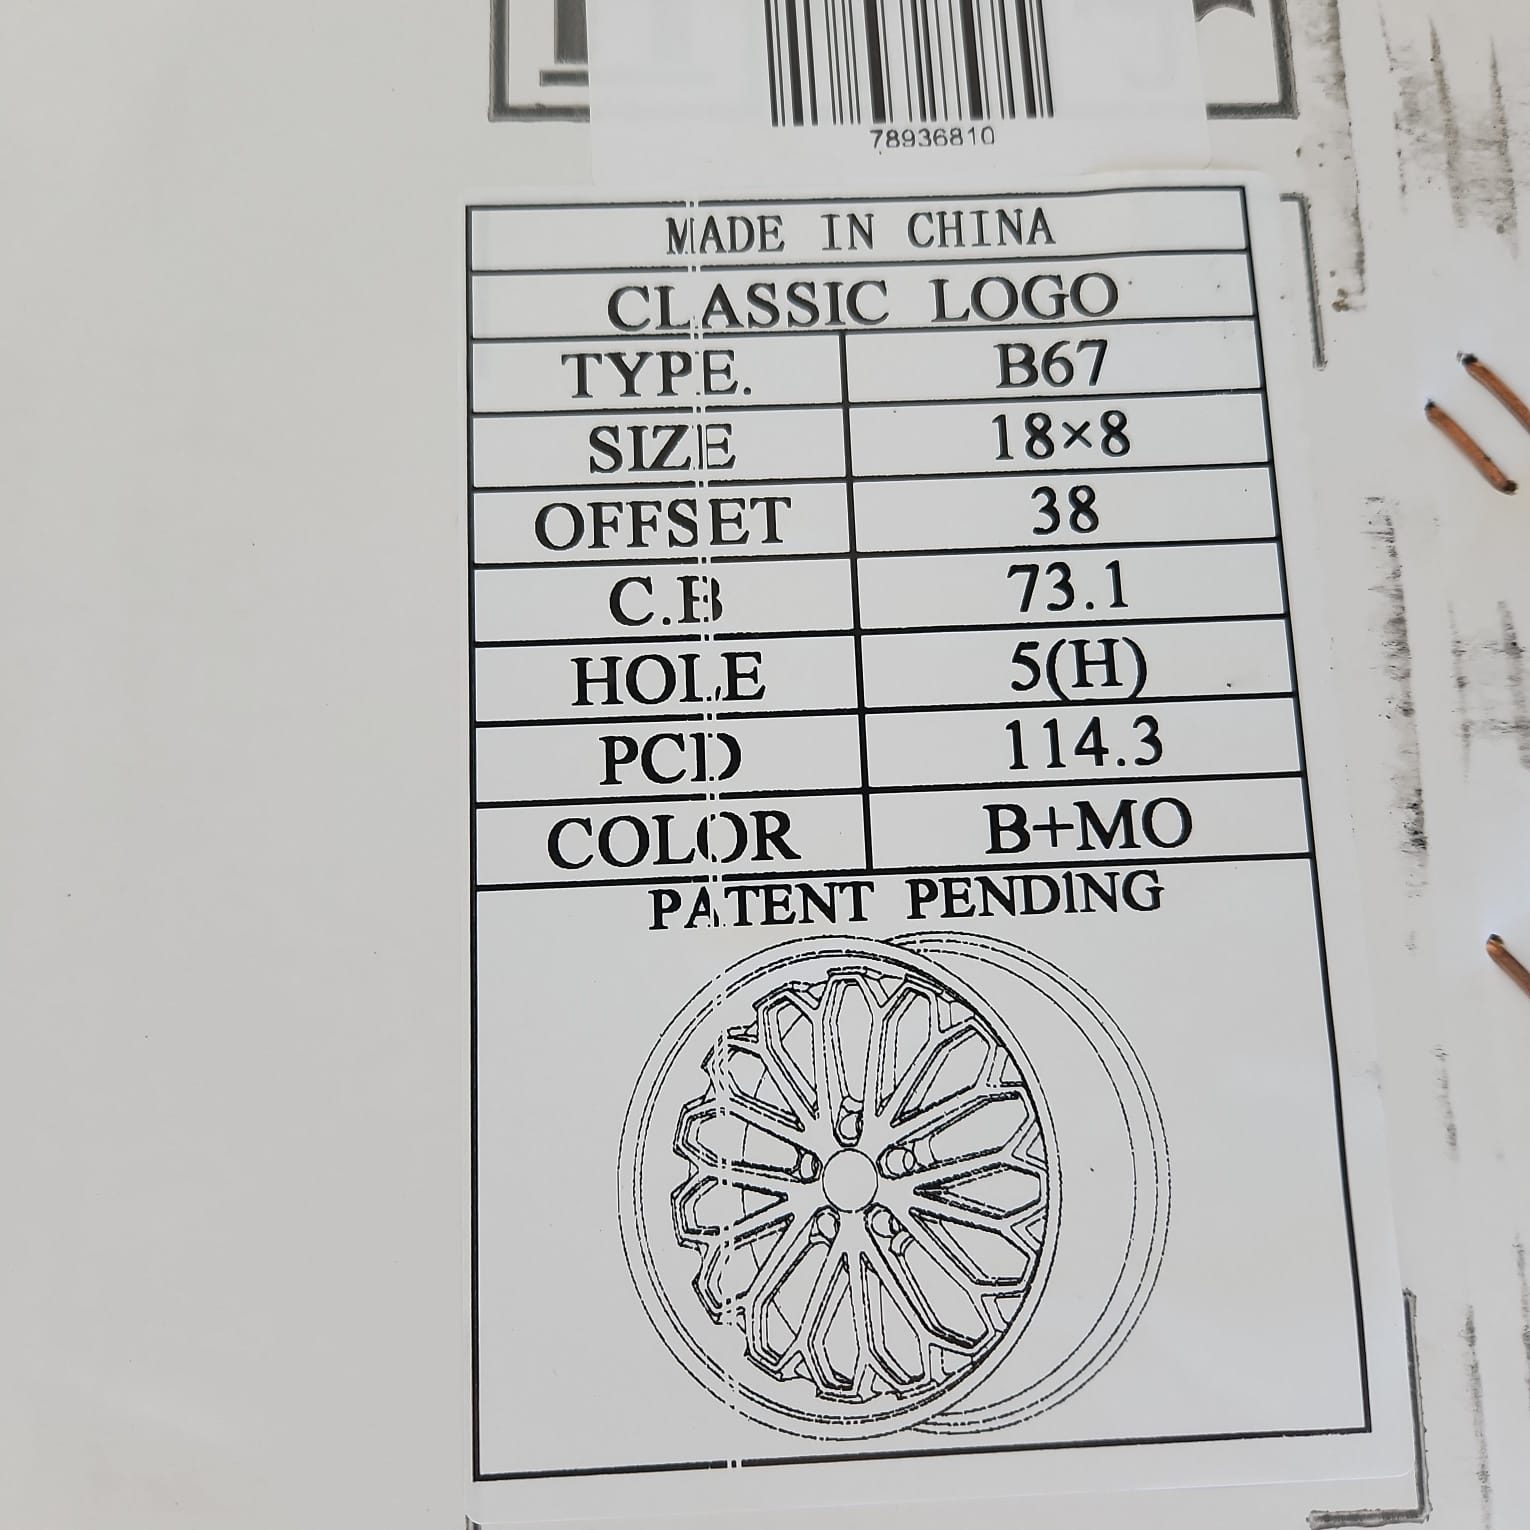 78936810
MADE IN CHINA
CLASSIC LOGO
TYPE. B67
SIZE 18×8
OFFSET 38
C.B 73.1
HOLE 5(H)
PCD 114.3
COLOR B+MO
PATENT PENDING